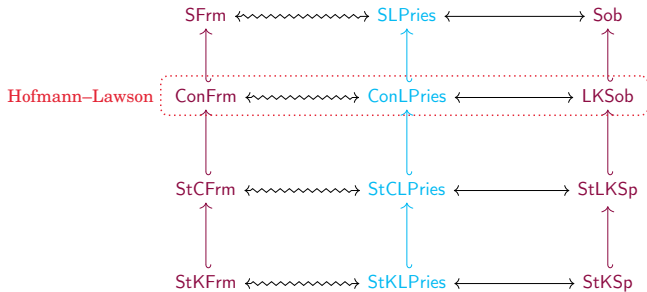 SFrm SLPries Sob
Hofmann–Lawson ConFrm ConLPries LKSob
StCFrm StCLPries StLKSp
StKFrm StKLPries StKSp